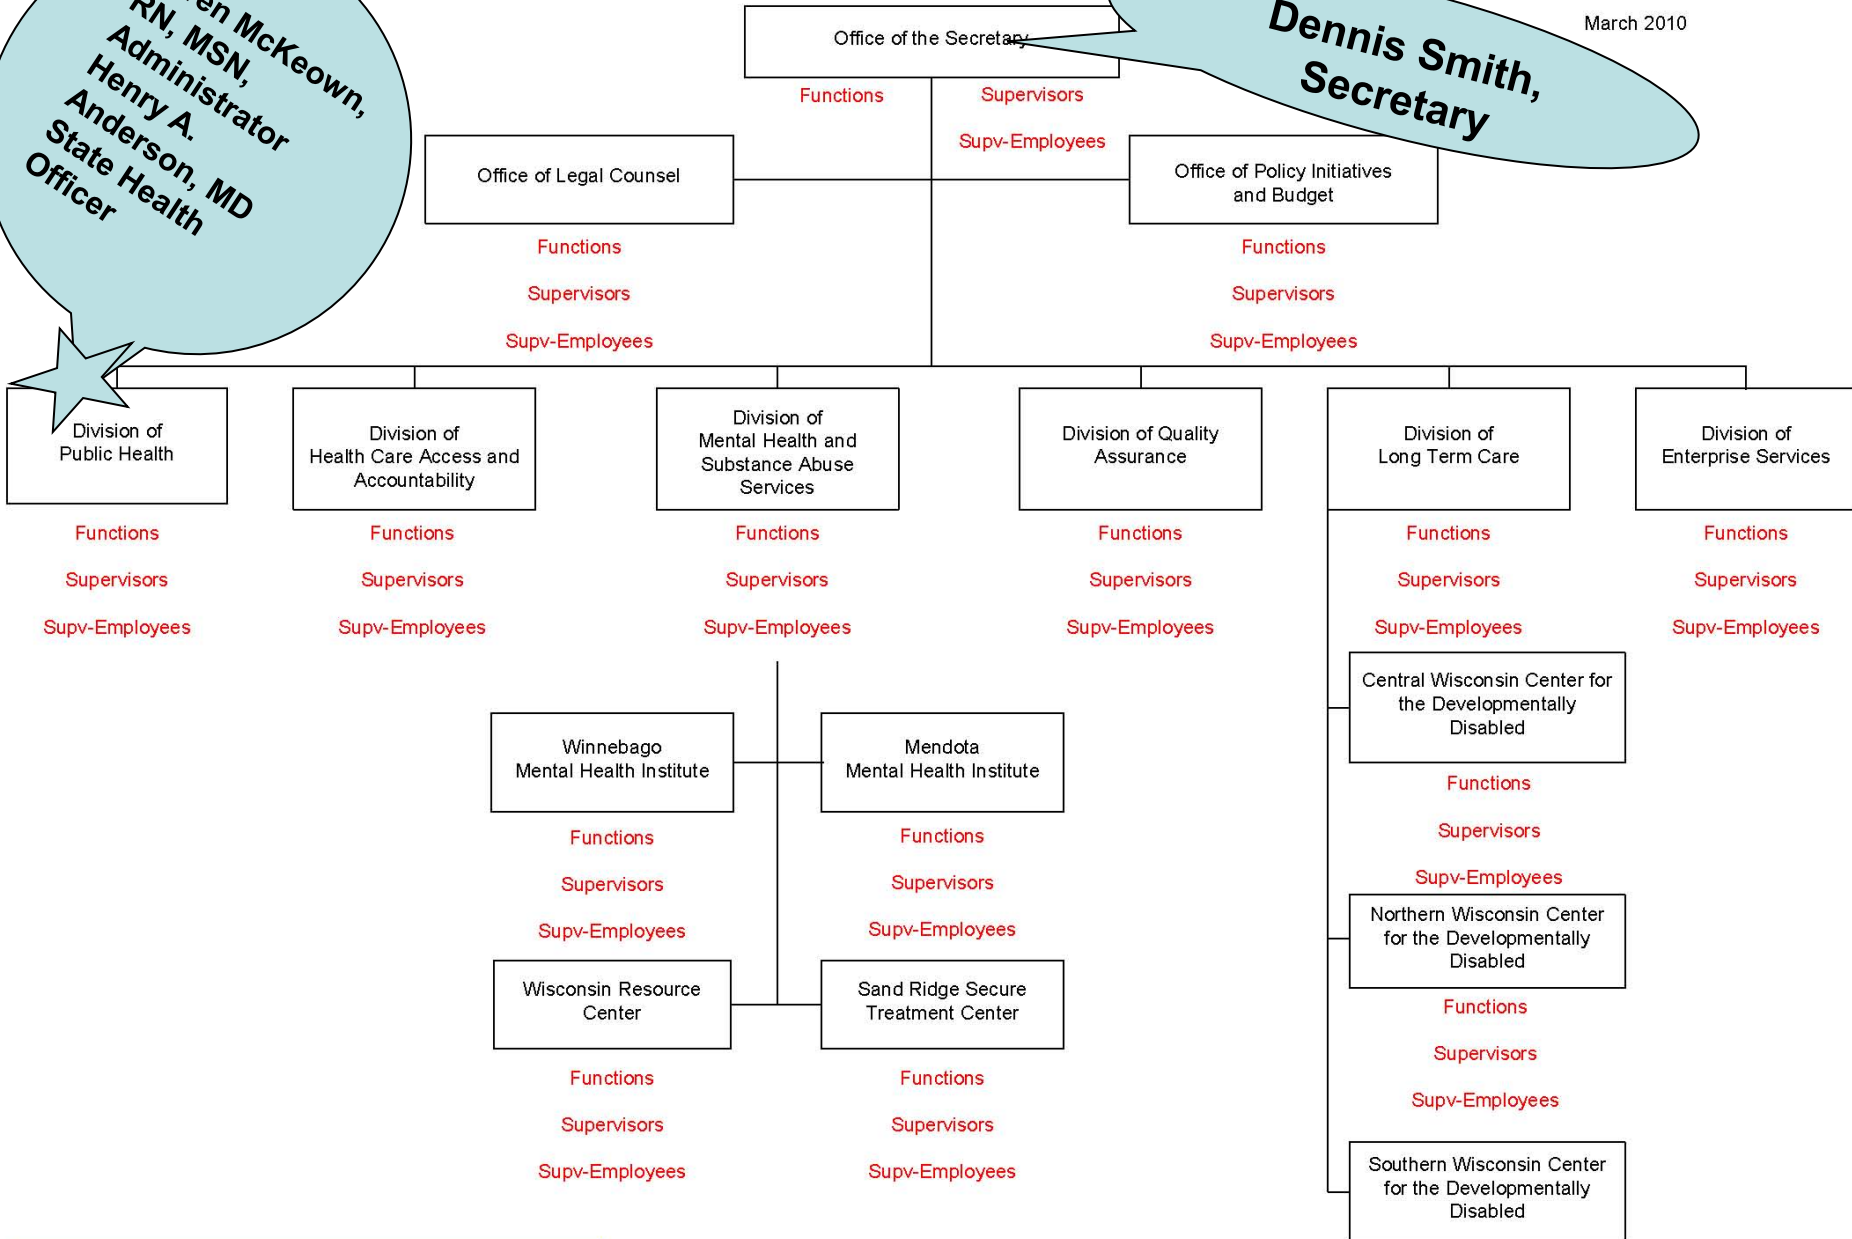 McKeown,
RN, MSN,
Administrator
Henry A.
Anderson, MD
State Health
Officer
Dennis Smith,
Secretary
March 2010
Office of the Secretary
Functions
Supervisors
Supv-Employees
Office of Legal Counsel
Functions
Supervisors
Supv-Employees
Office of Policy Initiatives
and Budget
Functions
Supervisors
Supv-Employees
Division of
Public Health
Functions
Supervisors
Supv-Employees
Division of
Health Care Access and
Accountability
Functions
Supervisors
Supv-Employees
Division of
Mental Health and
Substance Abuse
Services
Functions
Supervisors
Supv-Employees
Division of Quality
Assurance
Functions
Supervisors
Supv-Employees
Division of
Long Term Care
Functions
Supervisors
Supv-Employees
Division of
Enterprise Services
Functions
Supervisors
Supv-Employees
Winnebago
Mental Health Institute
Functions
Supervisors
Supv-Employees
Mendota
Mental Health Institute
Functions
Supervisors
Supv-Employees
Wisconsin Resource
Center
Functions
Supervisors
Supv-Employees
Sand Ridge Secure
Treatment Center
Functions
Supervisors
Supv-Employees
Central Wisconsin Center for
the Developmentally
Disabled
Functions
Supervisors
Supv-Employees
Northern Wisconsin Center
for the Developmentally
Disabled
Functions
Supervisors
Supv-Employees
Southern Wisconsin Center
for the Developmentally
Disabled